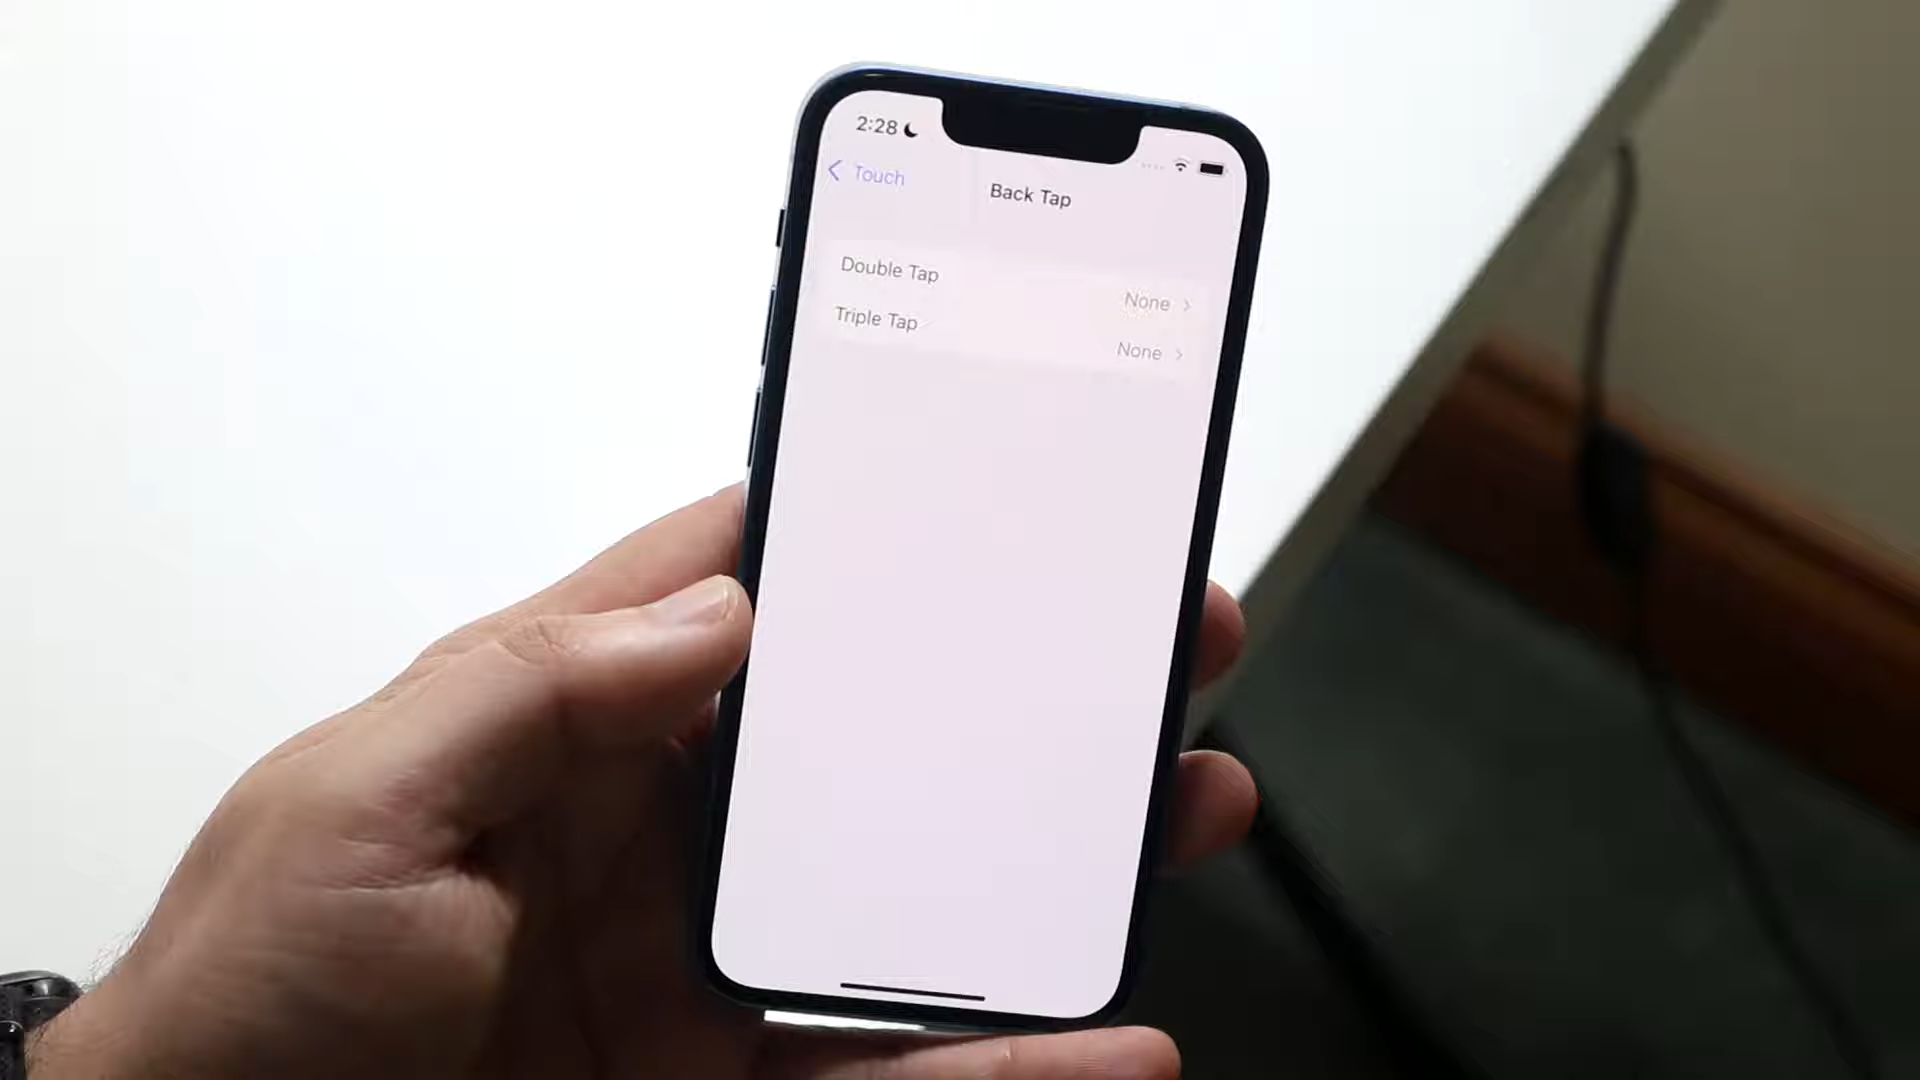 2:28
Touch
Back Tap
Double Tap
None
Triple Tap
None